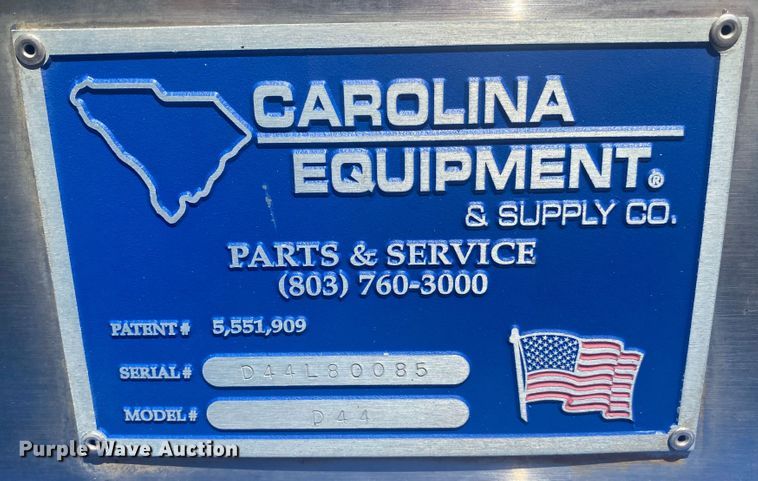 CAROLINA
EQUIPMENT®
& SUPPLY CO.
PARTS & SERVICE
(803) 760-3000
PATENT# 5,551,909
SERIAL# D44L80085
MODEL# D44
Purple Wave Auction